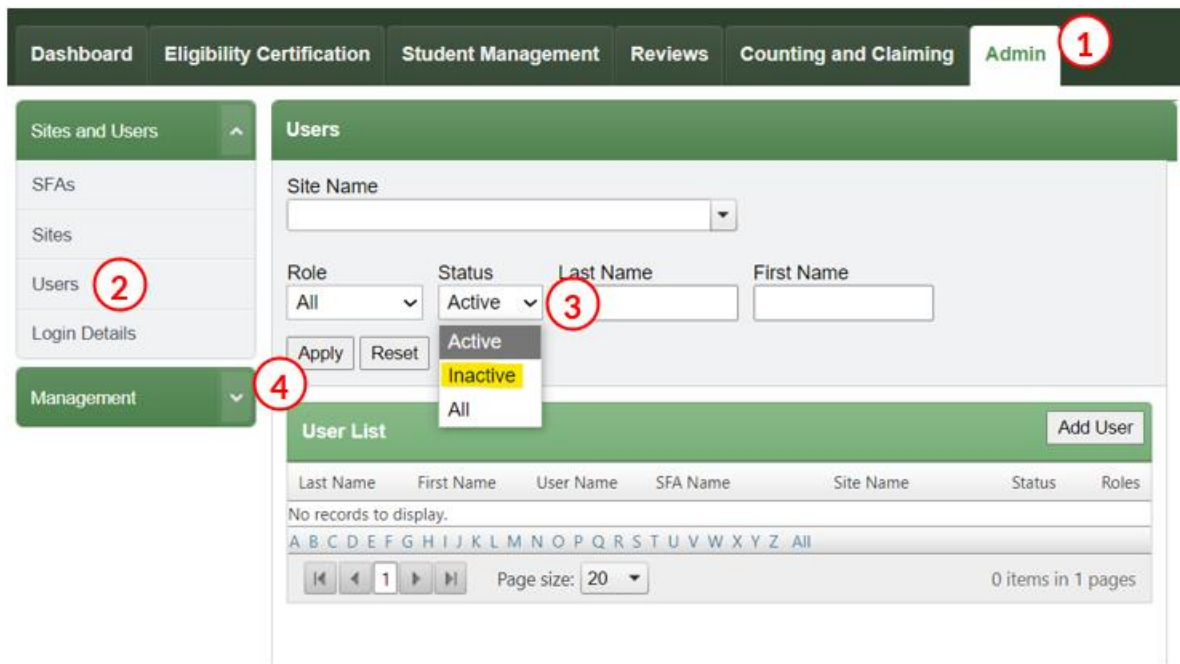 Dashboard Eligibility Certification Student Management Reviews Counting and Claiming Admin 1
Sites and Users
SFAs
Sites
Users 2
Login Details
Management 4
Users
Site Name
Role Status Last Name First Name
All Active 3
Apply Reset
Active
Inactive
All
User List Add User
Last Name First Name User Name SFA Name Site Name Status Roles
No records to display.
A B C D E F G H I J K L M N O P Q R S T U V W X Y Z All
1 Page size: 20 0 items in 1 pages